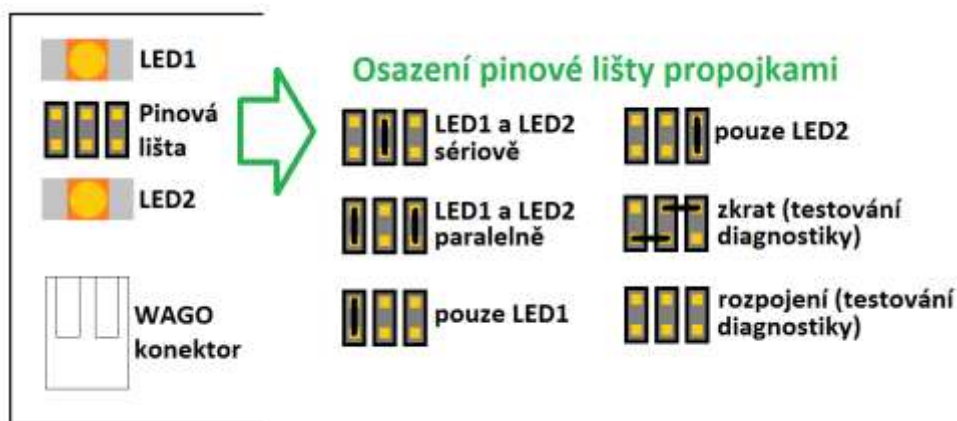 LED1
Pinová
lišta
LED2
WAGO
konektor
Osazení pinové lišty propojkami
LED1 a LED2
sériově
LED1 a LED2
paralelně
pouze LED1
pouze LED2
zkrat (testování
diagnostiky)
rozpojení (testování
diagnostiky)